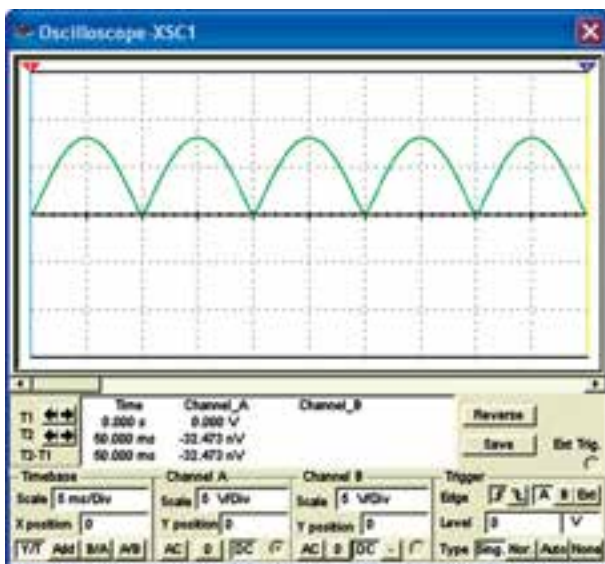 Oscilloscope-XSC1
1
2
Time Channel_A Channel_B
T1 0.000 s 0.000 V
T2 50.000 ms -32.473 nV
T2-T1 50.000 ms -32.473 nV
Reverse
Save
Ext Trig.
Timebase
Scale 5 ms/Div
X position 0
Y/T Add B/A A/B
Channel A
Scale 5 V/Div
Y position 0
AC 0 DC
Channel B
Scale 5 V/Div
Y position 0
AC 0 DC -
Trigger
Edge A B Ext
Level 0 V
Type Sing. Nor. Auto None